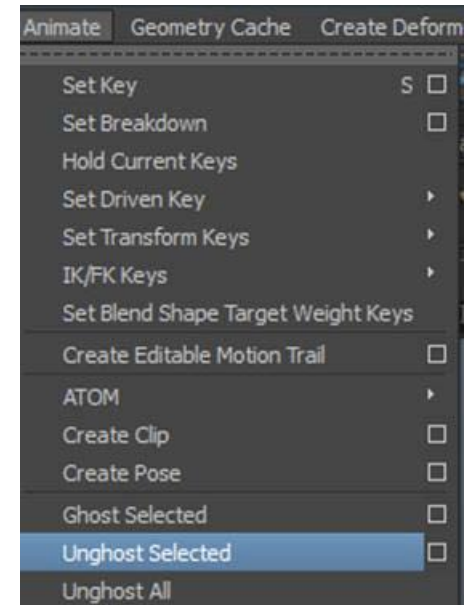 Animate Geometry Cache Create Deform
Set Key S
Set Breakdown
Hold Current Keys
Set Driven Key
Set Transform Keys
IK/FK Keys
Set Blend Shape Target Weight Keys
Create Editable Motion Trail
ATOM
Create Clip
Create Pose
Ghost Selected
Unghost Selected
Unghost All